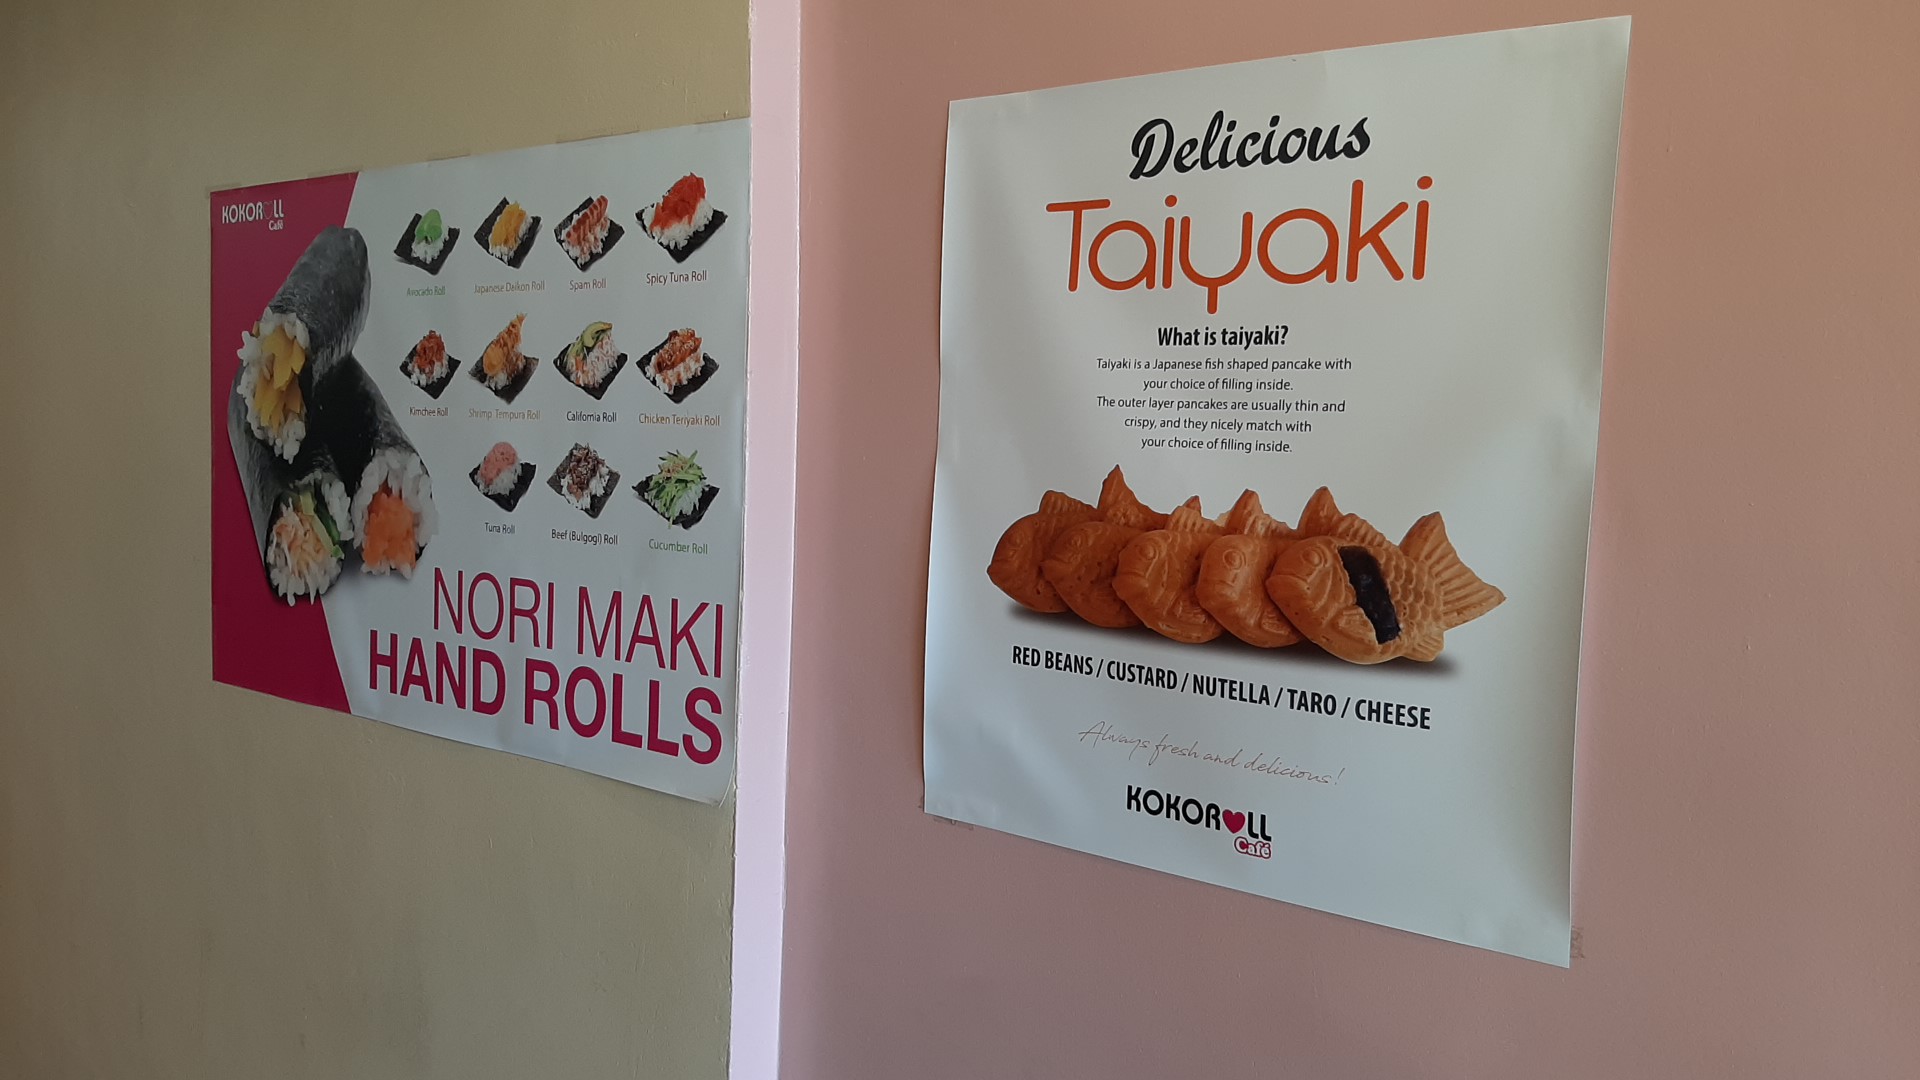 KOKOROLL
Café
Avocado Roll
Japanese Daikon Roll
Spam Roll
Spicy Tuna Roll
Kimchee Roll
Shrimp Tempura Roll
California Roll
Chicken Teriyaki Roll
Tuna Roll
Beef (Bulgogi) Roll
Cucumber Roll
NORI MAKI
HAND ROLLS
Delicious
Taiyaki
What is taiyaki?
Taiyaki is a Japanese fish shaped pancake with
your choice of filling inside.
The outer layer pancakes are usually thin and
crispy, and they nicely match with
your choice of filling inside.
RED BEANS / CUSTARD / NUTELLA / TARO / CHEESE
Always fresh and delicious!
KOKOR♥LL
Café